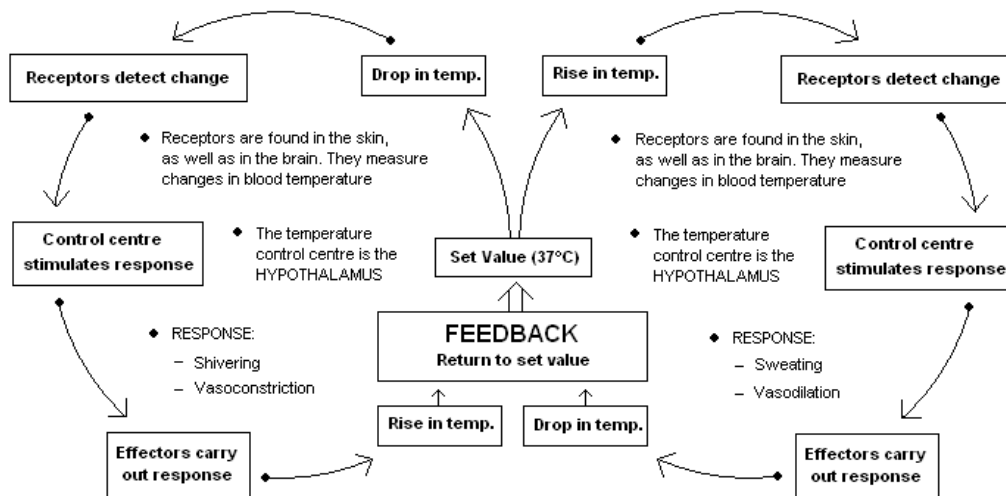 Drop in temp.
Rise in temp.
Receptors detect change
Receptors detect change
Receptors are found in the skin,
as well as in the brain. They measure
changes in blood temperature
Receptors are found in the skin,
as well as in the brain. They measure
changes in blood temperature
Control centre
stimulates response
The temperature
control centre is the
HYPOTHALAMUS
Set Value (37°C)
The temperature
control centre is the
HYPOTHALAMUS
Control centre
stimulates response
RESPONSE:
– Shivering
– Vasoconstriction
FEEDBACK
Return to set value
RESPONSE:
– Sweating
– Vasodilation
Rise in temp.
Drop in temp.
Effectors carry
out response
Effectors carry
out response